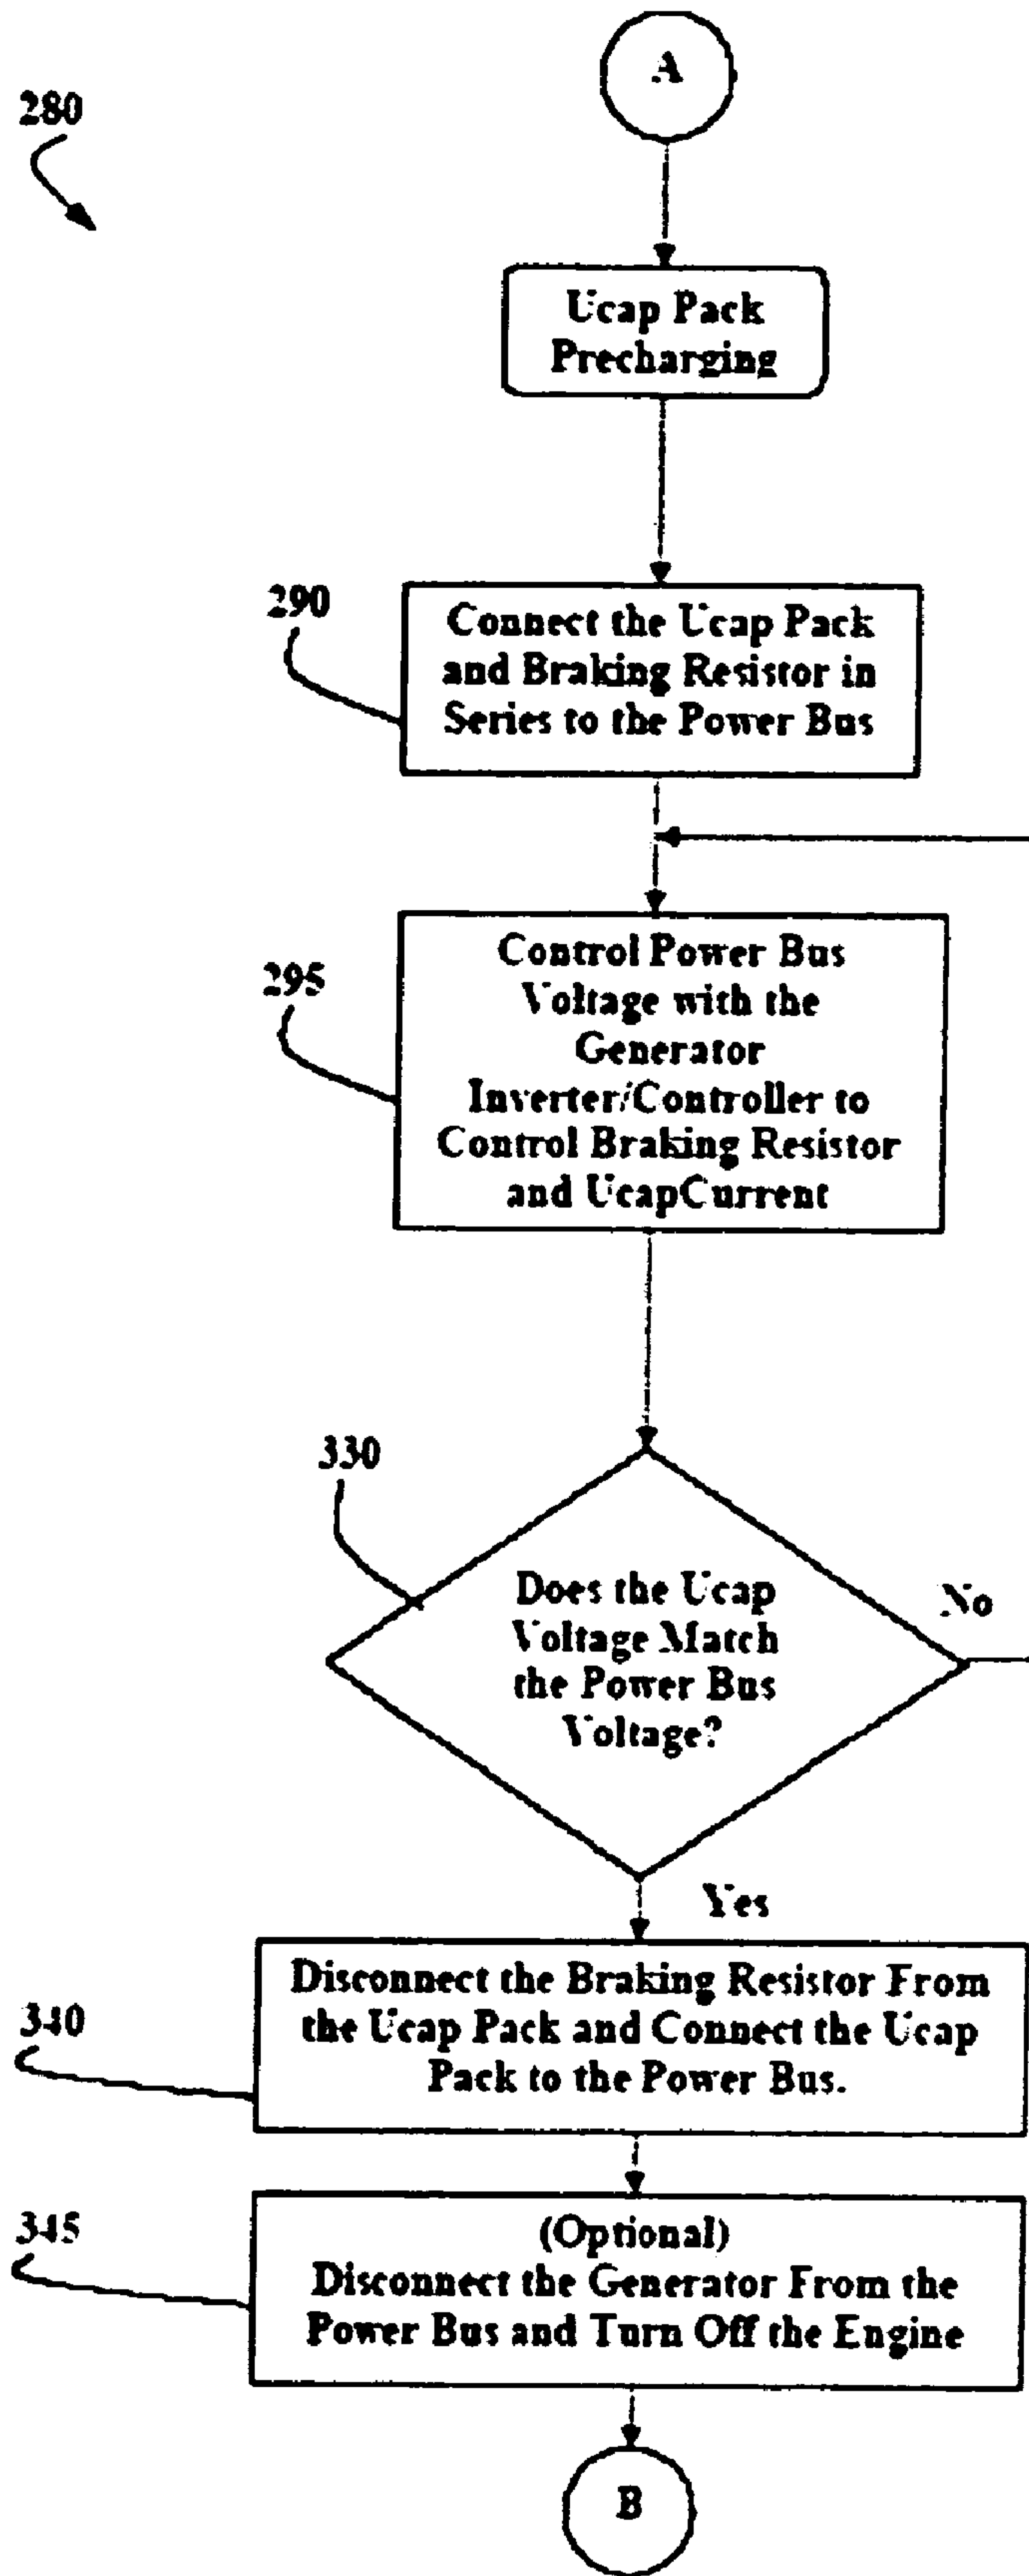 A
280
Ucap Pack
Precharging
290
Connect the Ucap Pack
and Braking Resistor in
Series to the Power Bus
295
Control Power Bus
Voltage with the
Generator
Inverter/Controller to
Control Braking Resistor
and UcapCurrent
330
Does the Ucap
Voltage Match
the Power Bus
Voltage?
No
Yes
340
Disconnect the Braking Resistor From
the Ucap Pack and Connect the Ucap
Pack to the Power Bus.
345
(Optional)
Disconnect the Generator From the
Power Bus and Turn Off the Engine
B